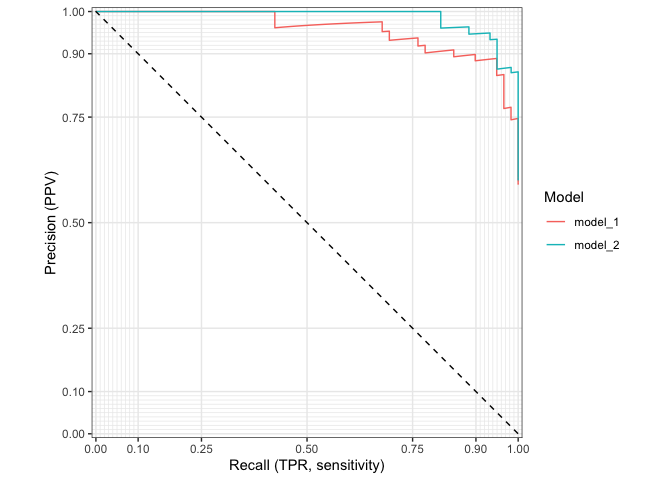 1.00
0.90
0.75
0.50
0.25
0.10
0.00
Precision (PPV)
0.00 0.10 0.25 0.50 0.75 0.90 1.00
Recall (TPR, sensitivity)
Model
model_1
model_2